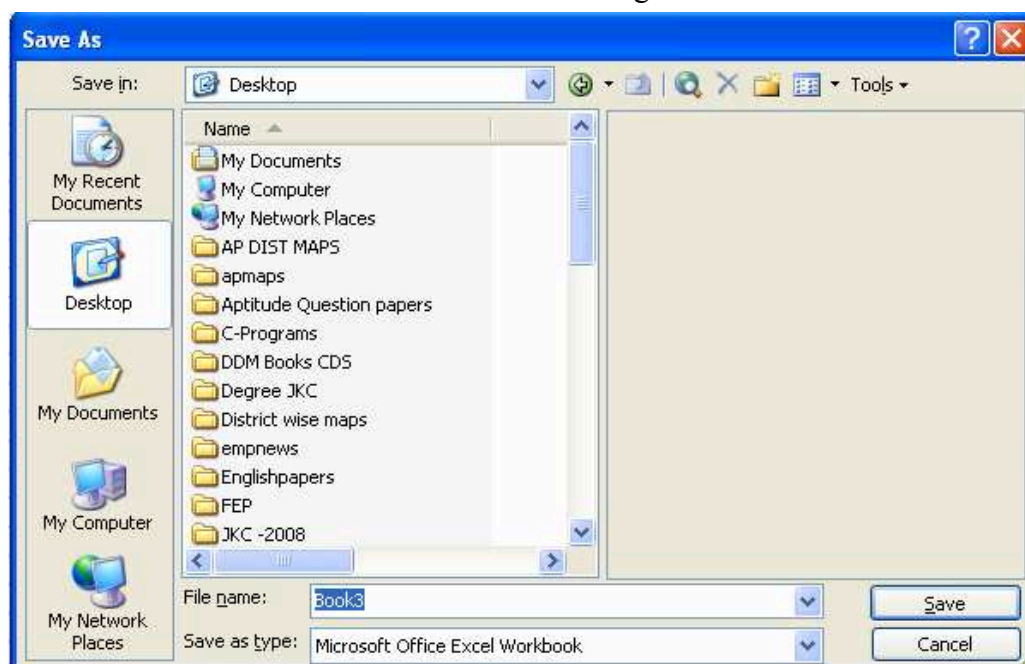 Save As
Save in:
Desktop
Tools
My Recent
Documents
Desktop
My Documents
My Computer
My Network
Places
Name
My Documents
My Computer
My Network Places
AP DIST MAPS
apmaps
Aptitude Question papers
C-Programs
DDM Books CDS
Degree JKC
District wise maps
empnews
Englishpapers
FEP
JKC -2008
File name:
Book3
Save
Save as type:
Microsoft Office Excel Workbook
Cancel